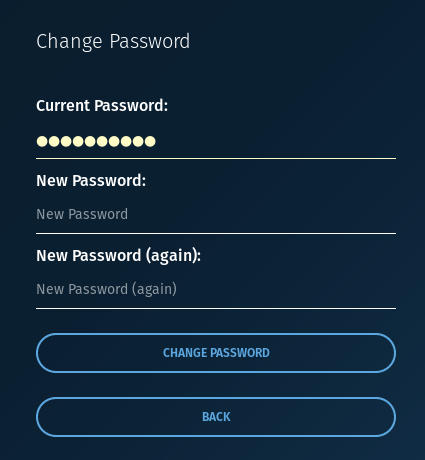 Change Password
Current Password:
●●●●●●●●●●
New Password:
New Password
New Password (again):
New Password (again)
CHANGE PASSWORD
BACK